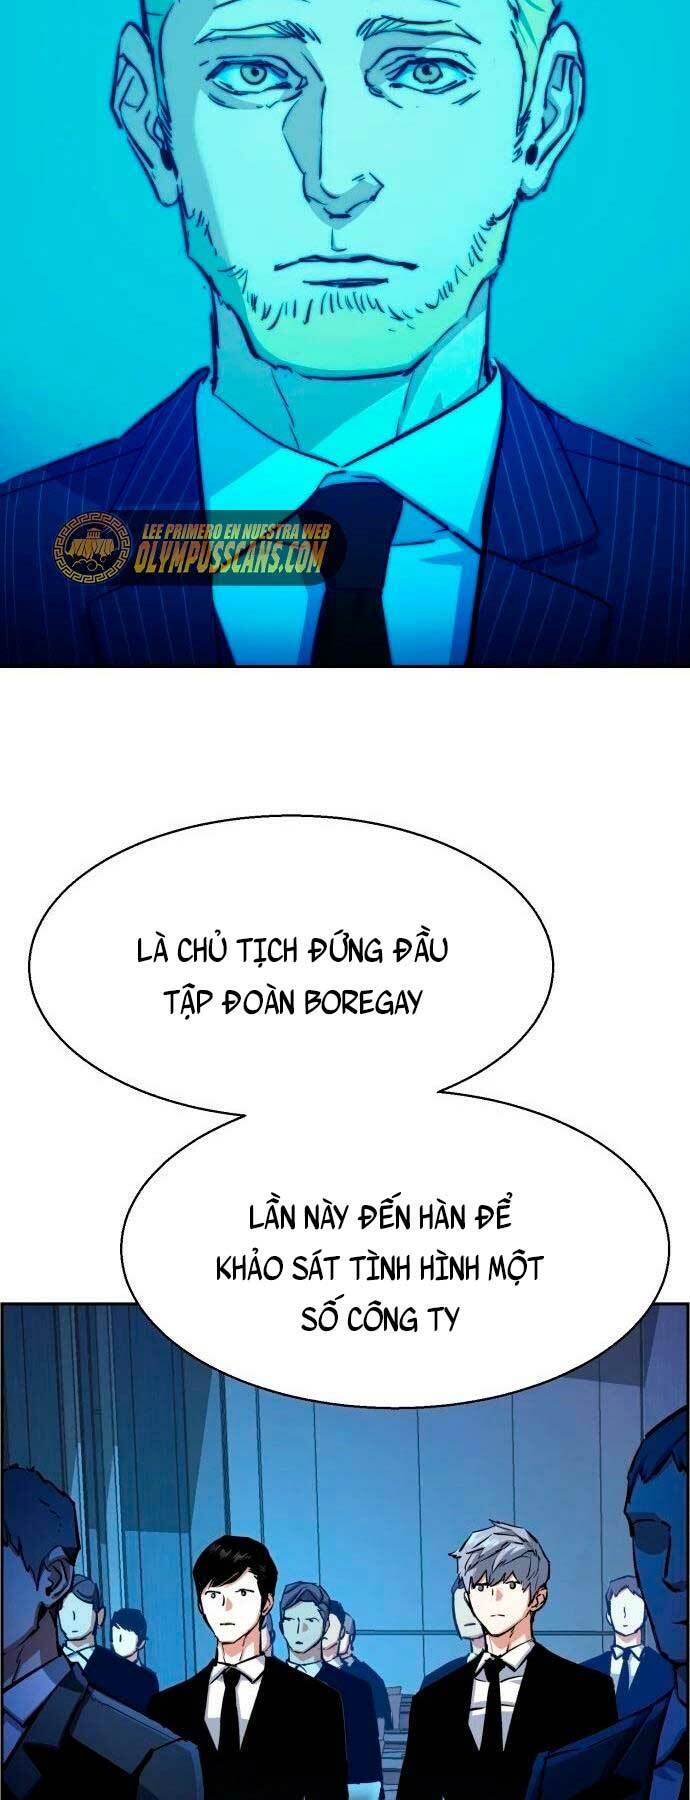 LEE PRIMERO EN NUESTRA WEB
OLYMPUSSCANS.COM
LÀ CHỦ TỊCH ĐỨNG ĐẦU
TẬP ĐOÀN BOREGAY
LẦN NÀY ĐẾN HÀN ĐỂ
KHẢO SÁT TÌNH HÌNH MỘT
SỐ CÔNG TY